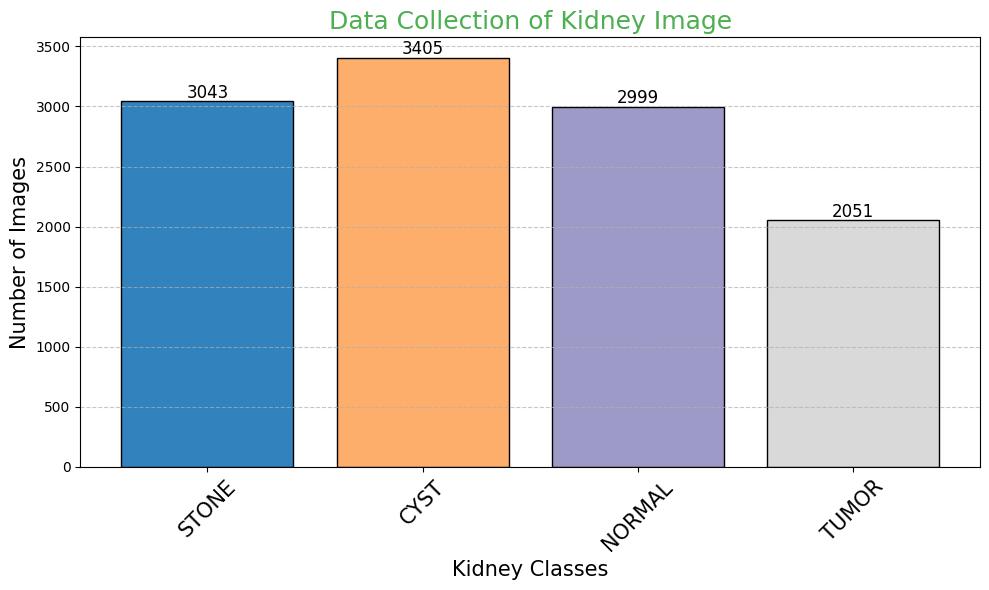 Data Collection of Kidney Image
Number of Images
3500
3000
2500
2000
1500
1000
500
0
3043
3405
2999
2051
STONE
CYST
NORMAL
TUMOR
Kidney Classes